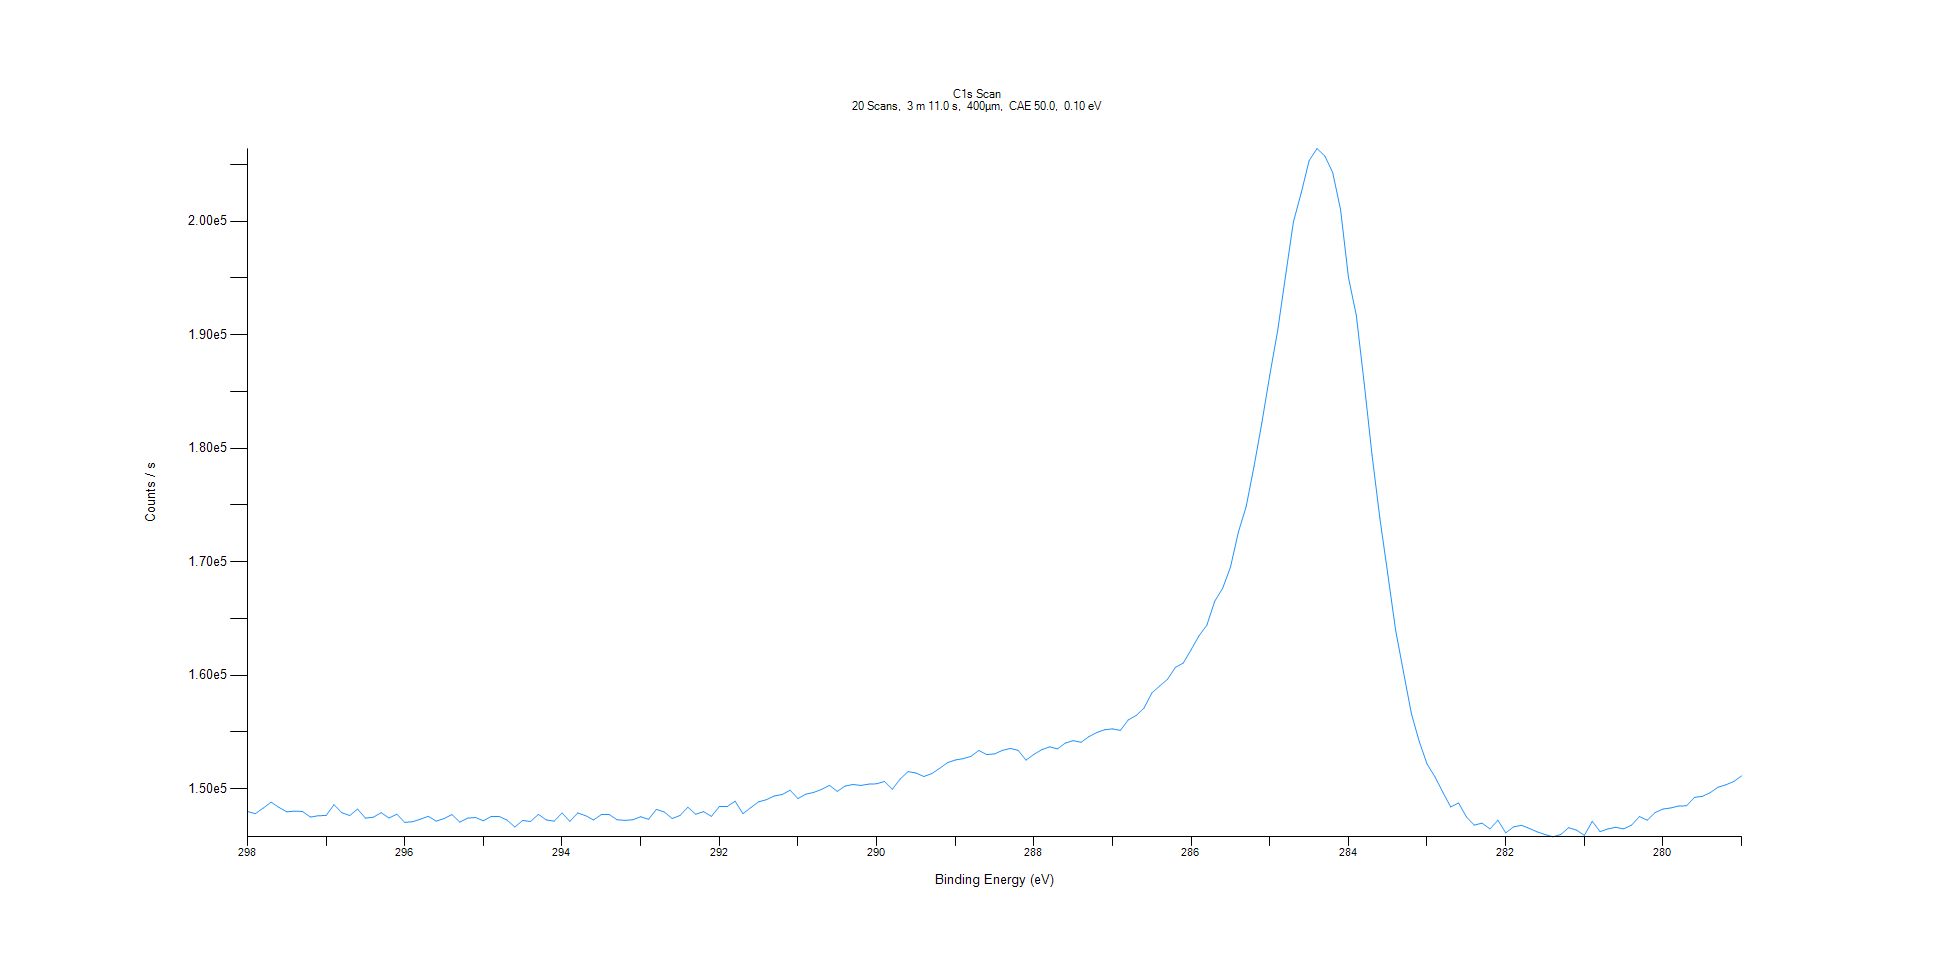 C1s Scan
20 Scans,  3 m 11.0 s,  400µm,  CAE 50.0,  0.10 eV
2.00e5
1.90e5
1.80e5
1.70e5
1.60e5
1.50e5
Counts / s
298 296 294 292 290 288 286 284 282 280
Binding Energy (eV)